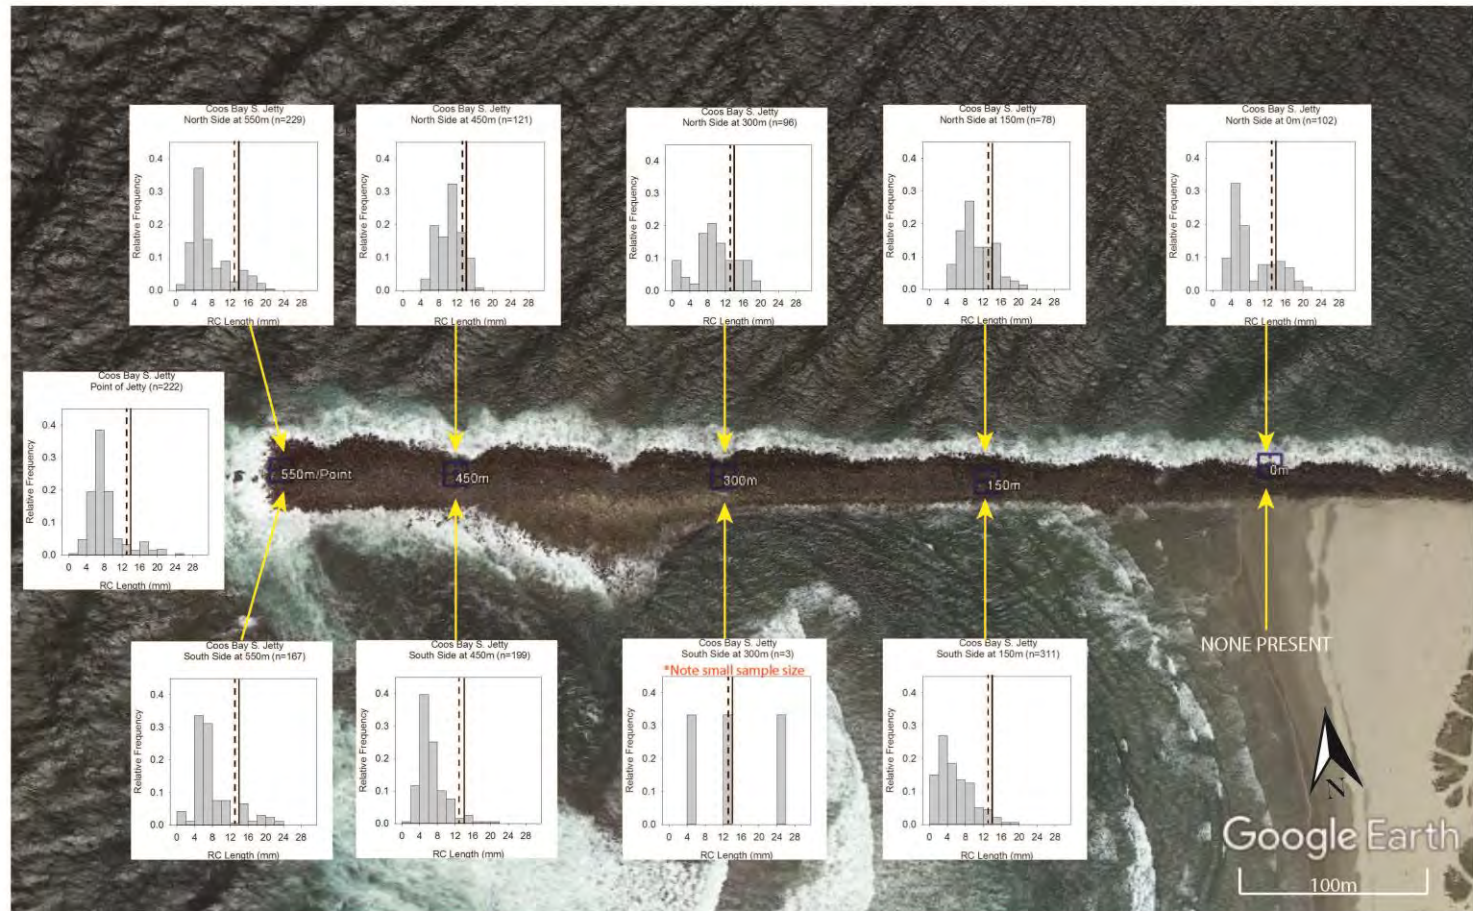 Coos Bay S. Jetty
North Side at 550m (n=229)
Relative Frequency
0.4
0.3
0.2
0.1
0.0
0 4 8 12 16 20 24 28
RC Length (mm)
Coos Bay S. Jetty
North Side at 450m (n=121)
Relative Frequency
0.4
0.3
0.2
0.1
0.0
0 4 8 12 16 20 24 28
RC Length (mm)
Coos Bay S. Jetty
North Side at 300m (n=96)
Relative Frequency
0.4
0.3
0.2
0.1
0.0
0 4 8 12 16 20 24 28
RC Length (mm)
Coos Bay S. Jetty
North Side at 150m (n=78)
Relative Frequency
0.4
0.3
0.2
0.1
0.0
0 4 8 12 16 20 24 28
RC Length (mm)
Coos Bay S. Jetty
North Side at 0m (n=102)
Relative Frequency
0.4
0.3
0.2
0.1
0.0
0 4 8 12 16 20 24 28
RC Length (mm)
Coos Bay S. Jetty
Point of Jetty (n=222)
Relative Frequency
0.4
0.3
0.2
0.1
0.0
0 4 8 12 16 20 24 28
RC Length (mm)
550m/Point
450m
300m
150m
0m
Coos Bay S. Jetty
South Side at 550m (n=167)
Relative Frequency
0.4
0.3
0.2
0.1
0.0
0 4 8 12 16 20 24 28
RC Length (mm)
Coos Bay S. Jetty
South Side at 450m (n=199)
Relative Frequency
0.4
0.3
0.2
0.1
0.0
0 4 8 12 16 20 24 28
RC Length (mm)
Coos Bay S. Jetty
South Side at 300m (n=3)
*Note small sample size
Relative Frequency
0.4
0.3
0.2
0.1
0.0
0 4 8 12 16 20 24 28
RC Length (mm)
Coos Bay S. Jetty
South Side at 150m (n=311)
Relative Frequency
0.4
0.3
0.2
0.1
0.0
0 4 8 12 16 20 24 28
RC Length (mm)
NONE PRESENT
N
Google Earth
100m